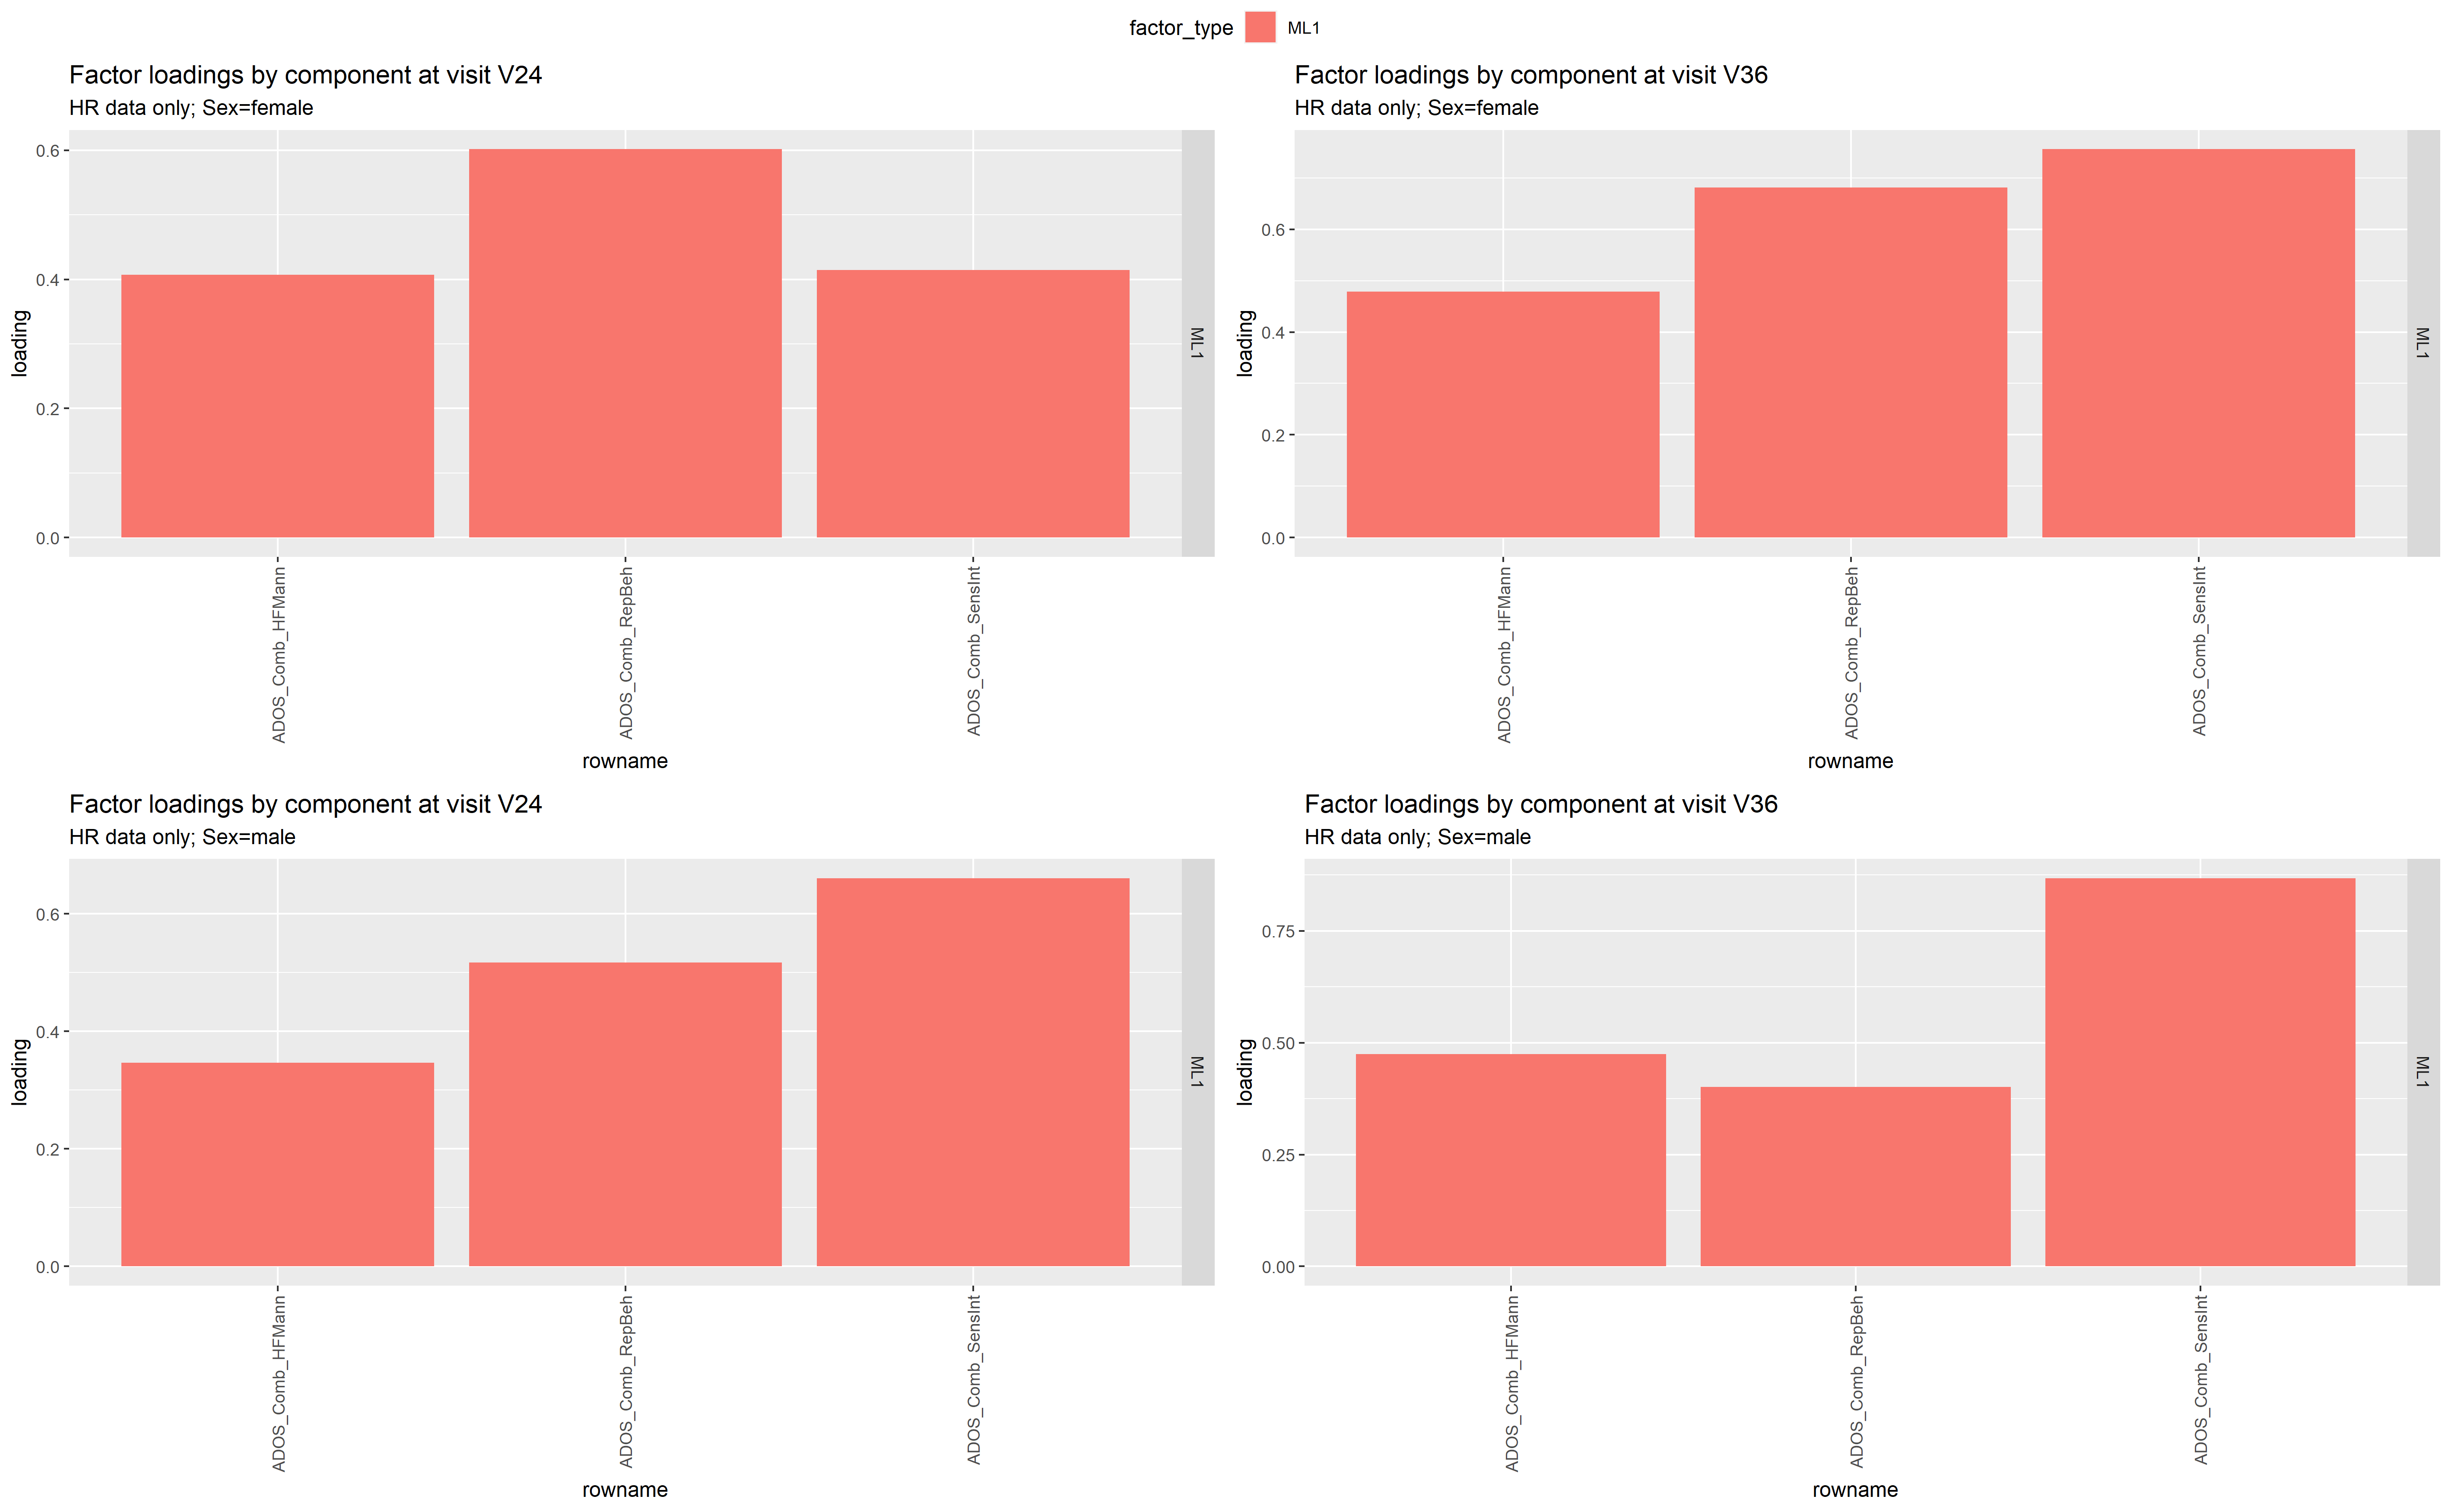 factor_type ML1
Factor loadings by component at visit V24
HR data only; Sex=female
0.6
0.4
0.2
0.0
loading
ML1
ADOS_Comb_HFMann
ADOS_Comb_RepBeh
ADOS_Comb_SensInt
rowname
Factor loadings by component at visit V36
HR data only; Sex=female
0.6
0.4
0.2
0.0
loading
ML1
ADOS_Comb_HFMann
ADOS_Comb_RepBeh
ADOS_Comb_SensInt
rowname
Factor loadings by component at visit V24
HR data only; Sex=male
0.6
0.4
0.2
0.0
loading
ML1
ADOS_Comb_HFMann
ADOS_Comb_RepBeh
ADOS_Comb_SensInt
rowname
Factor loadings by component at visit V36
HR data only; Sex=male
0.75
0.50
0.25
0.00
loading
ML1
ADOS_Comb_HFMann
ADOS_Comb_RepBeh
ADOS_Comb_SensInt
rowname